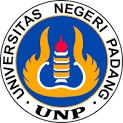 UNIVERSITAS NEGERI PADANG
· UNP ·